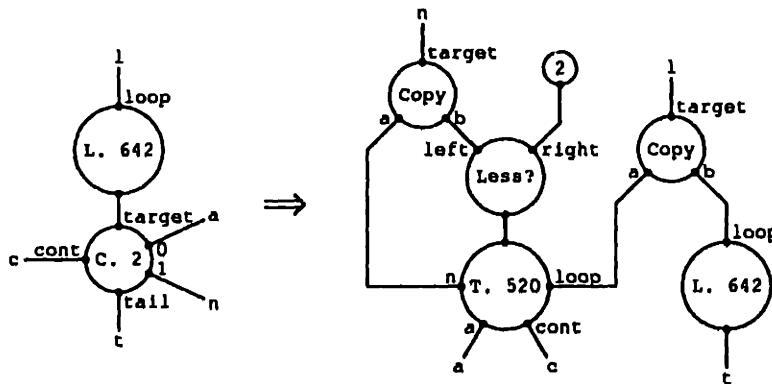 l
loop
L. 642
target
a
0
c
cont
C. 2
1
tail
n
t
⇒
n
target
Copy
a
b
2
left
right
Less?
n
T. 520
loop
a
cont
a
c
l
target
Copy
a
b
loop
L. 642
t